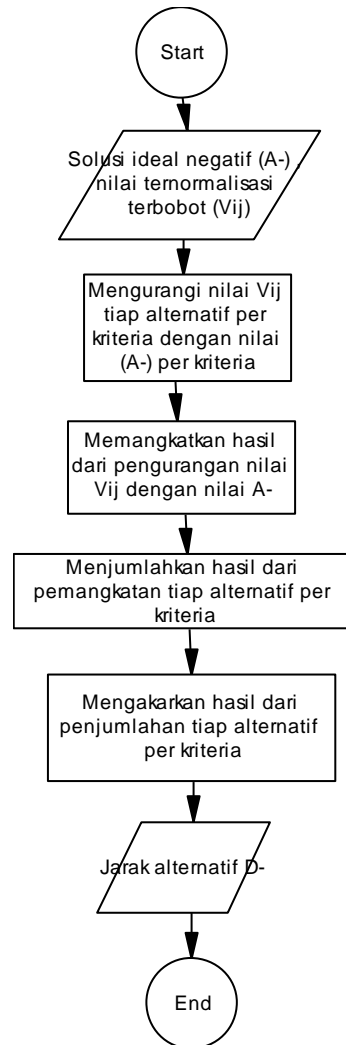 Start
Solusi ideal negatif (A-) ,
nilai ternormalisasi
terbobot (Vij)
Mengurangi nilai Vij
tiap alternatif per
kriteria dengan nilai
(A-) per kriteria
Memangkatkan hasil
dari pengurangan nilai
Vij dengan nilai A-
Menjumlahkan hasil dari
pemangkatan tiap alternatif per
kriteria
Mengakarkan hasil dari
penjumlahan tiap alternatif
per kriteria
Jarak alternatif D-
End